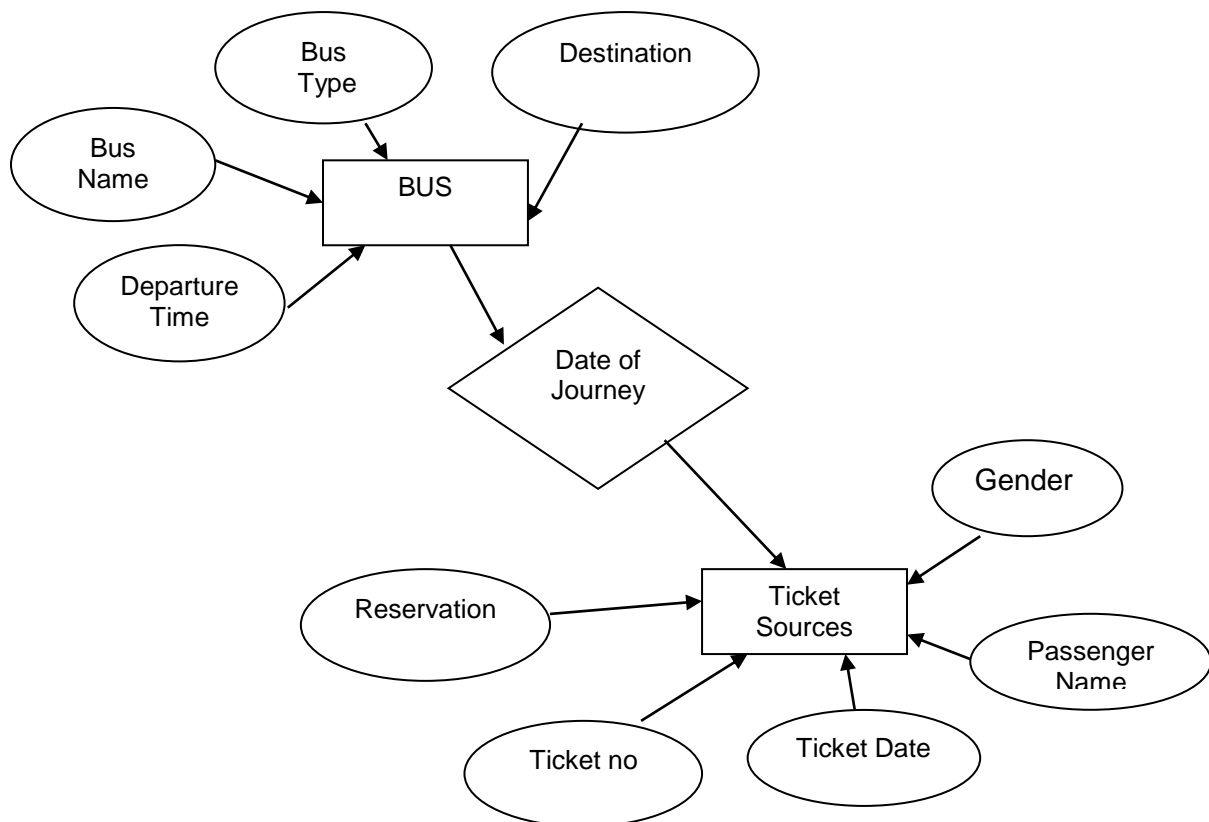 Bus
Type
Destination
Bus
Name
BUS
Departure
Time
Date of
Journey
Gender
Reservation
Ticket
Sources
Passenger
Name
Ticket no
Ticket Date